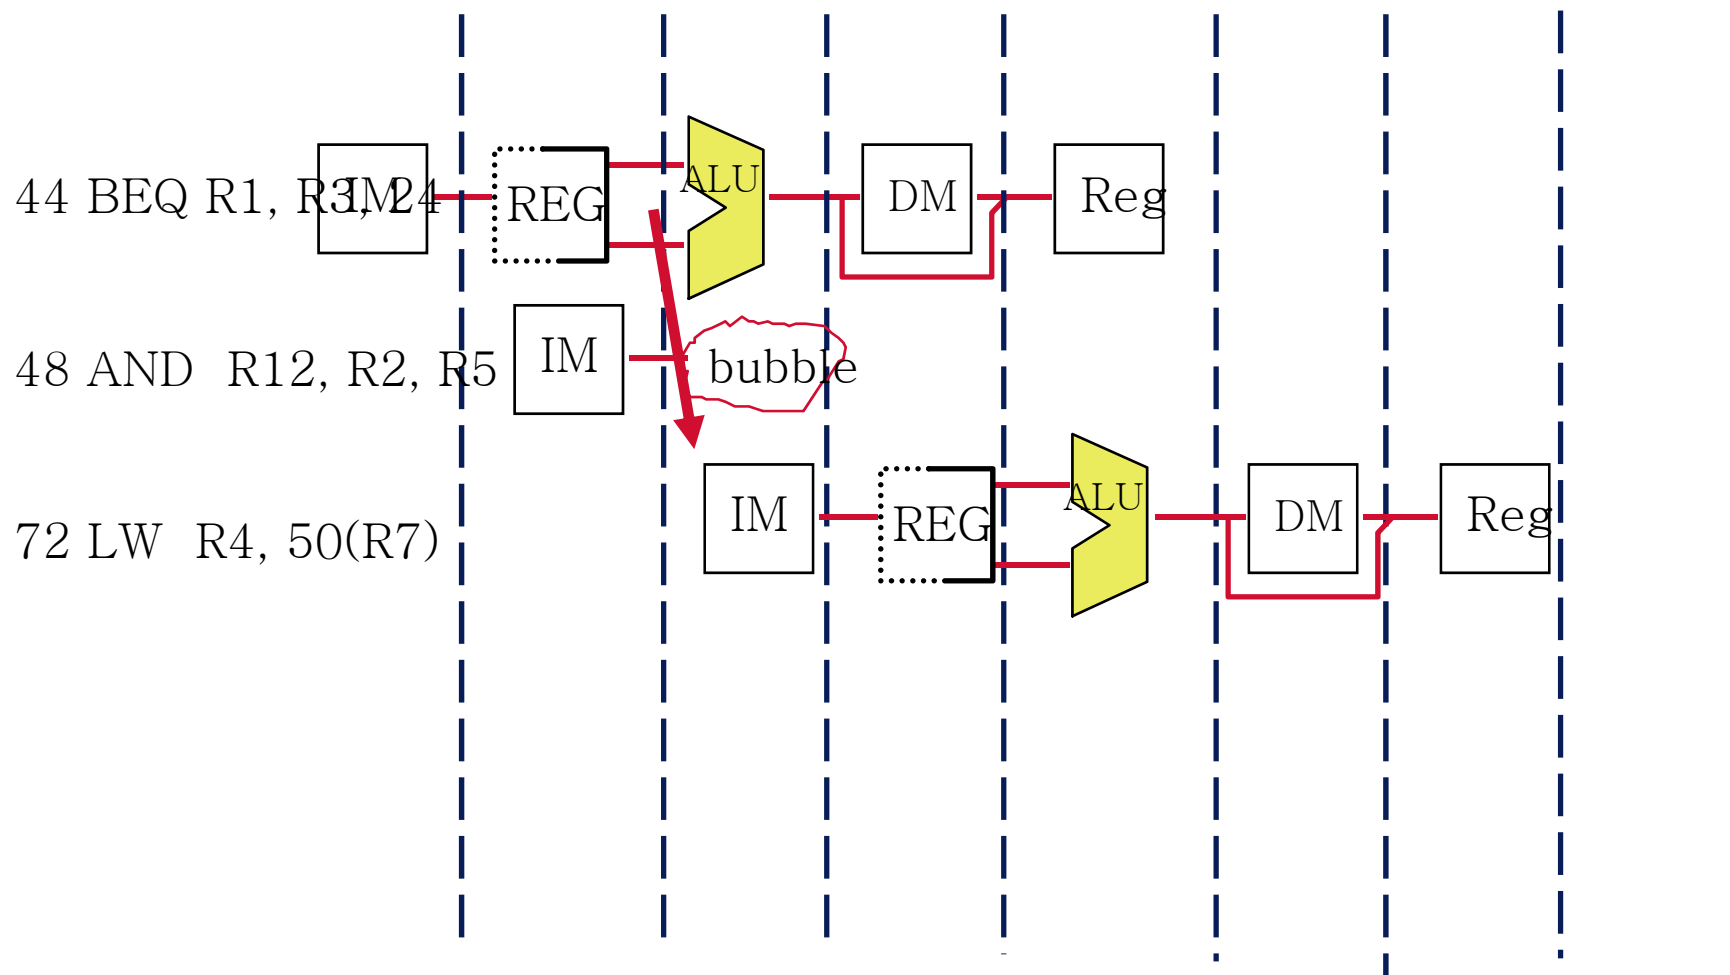 44 BEQ R1, R3, 24 IM REG ALU DM Reg
48 AND R12, R2, R5 IM bubble
72 LW R4, 50(R7) IM REG ALU DM Reg